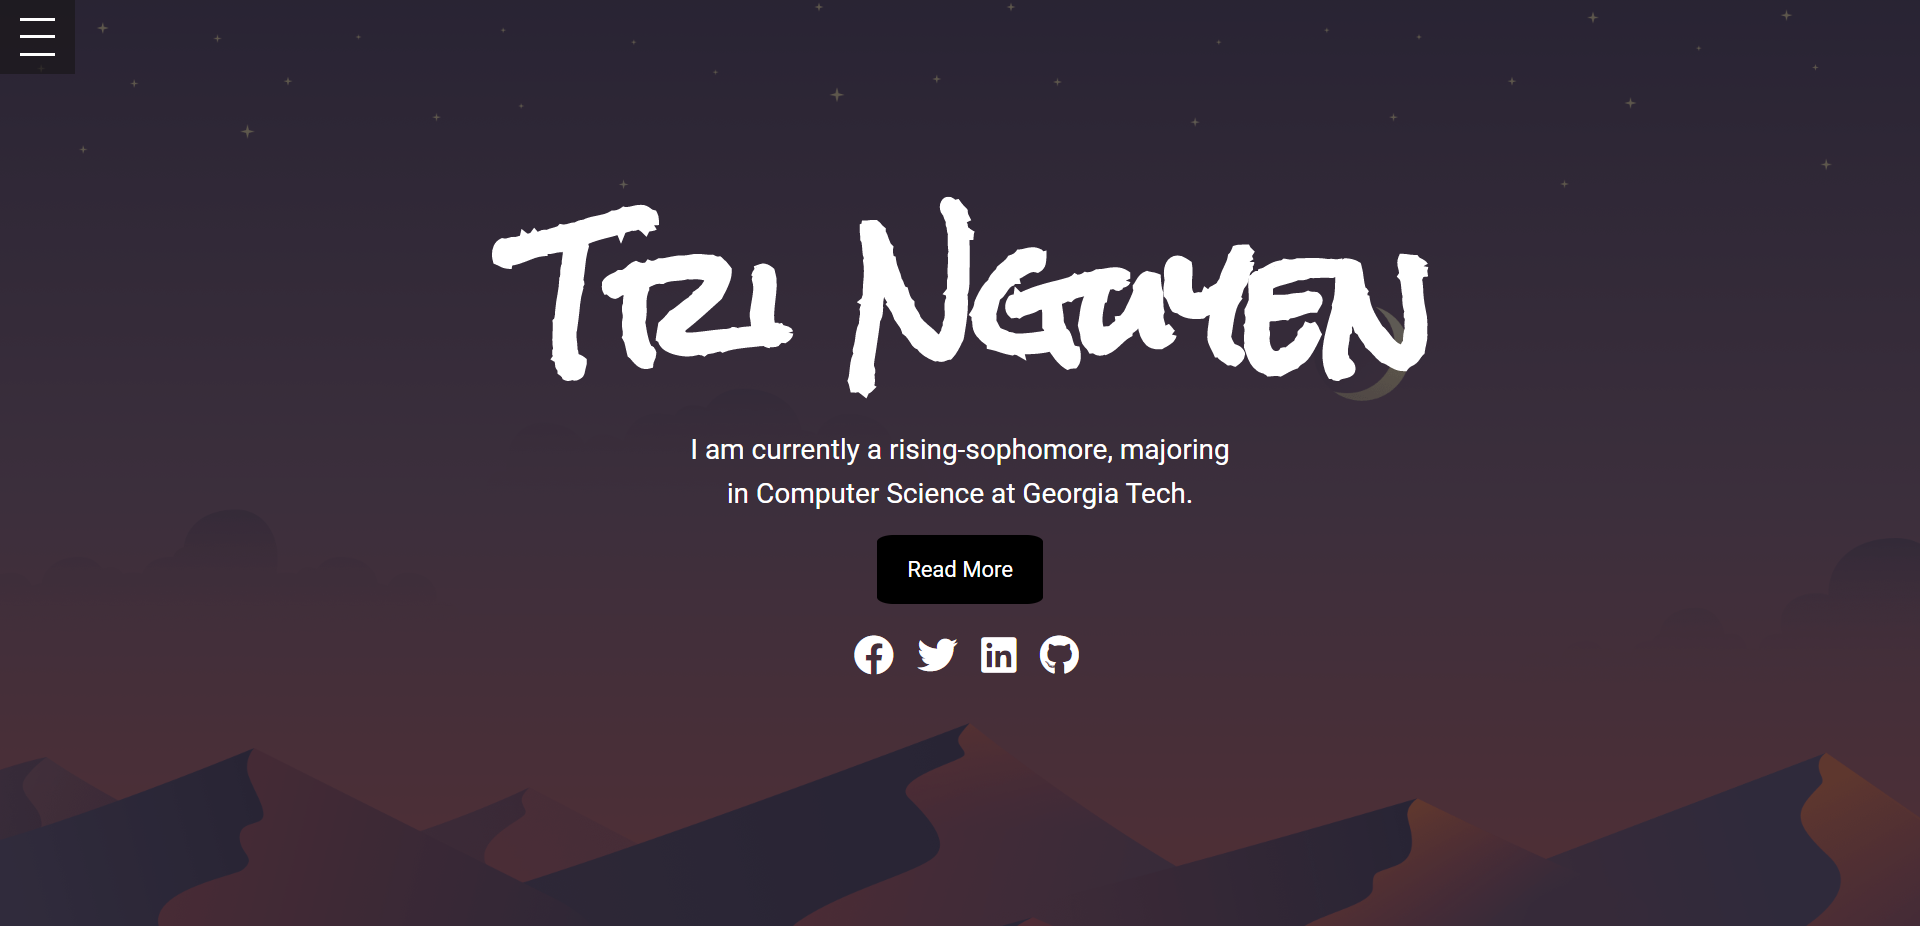 Tri Nguyen
I am currently a rising-sophomore, majoring
in Computer Science at Georgia Tech.
Read More